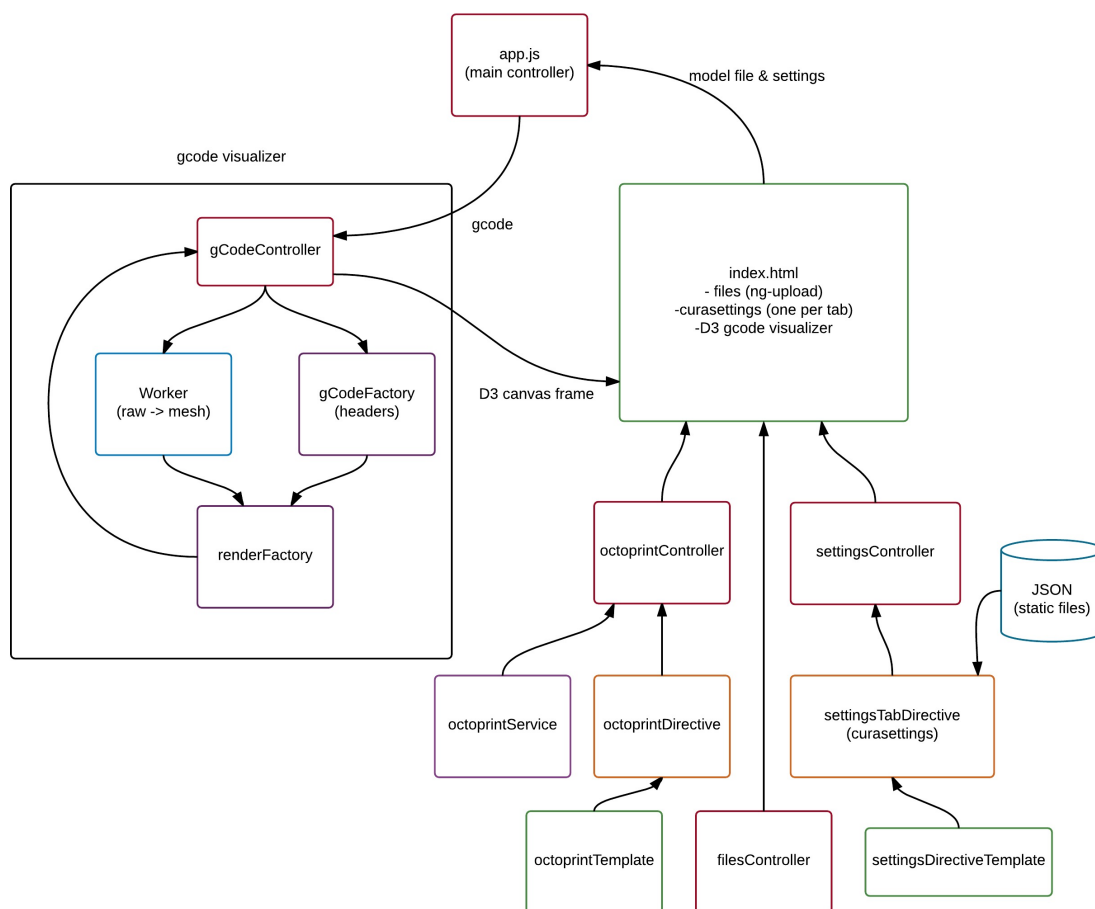 app.js
(main controller)
model file & settings
gcode visualizer
gcode
gCodeController
index.html
- files (ng-upload)
-curasettings (one per tab)
-D3 gcode visualizer
Worker
(raw -> mesh)
gCodeFactory
(headers)
D3 canvas frame
renderFactory
octoprintController
settingsController
JSON
(static files)
octoprintService
octoprintDirective
settingsTabDirective
(curasettings)
octoprintTemplate
filesController
settingsDirectiveTemplate